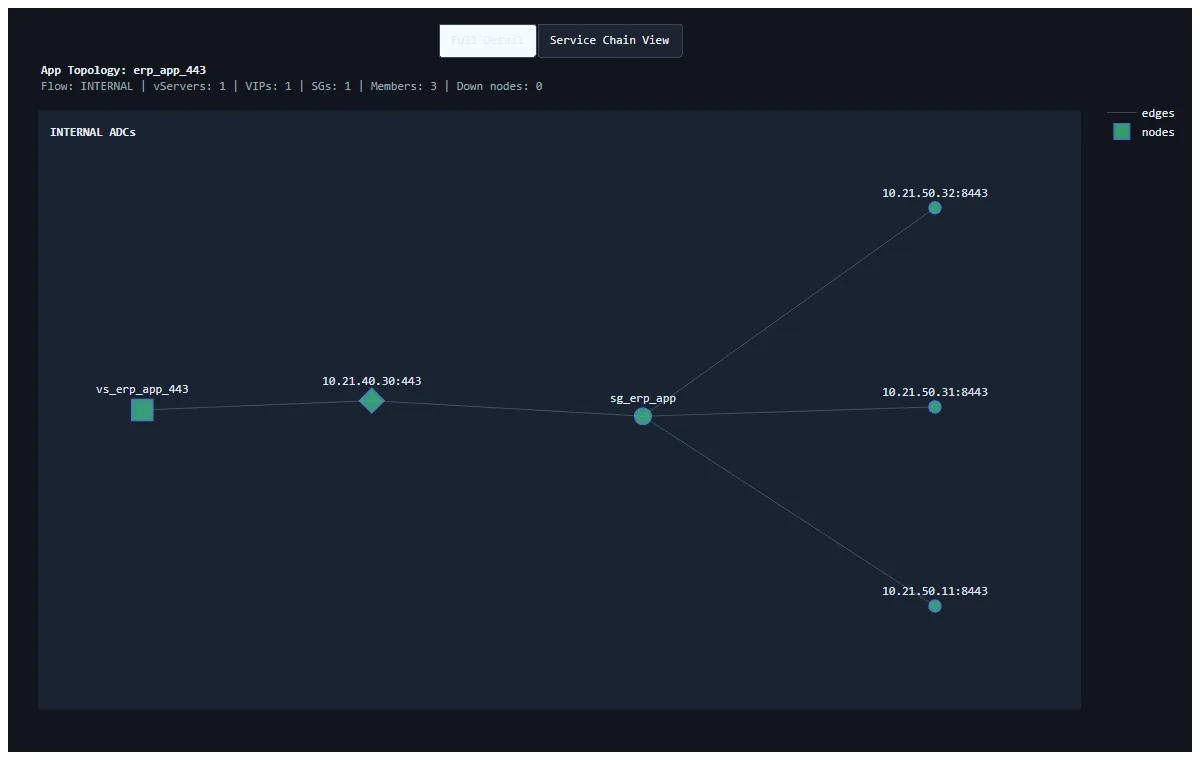 Full Detail
Service Chain View
App Topology: erp_app_443
Flow: INTERNAL | vServers: 1 | VIPs: 1 | SGs: 1 | Members: 3 | Down nodes: 0
INTERNAL ADCs
edges
nodes
10.21.50.32:8443
vs_erp_app_443
10.21.40.30:443
sg_erp_app
10.21.50.31:8443
10.21.50.11:8443